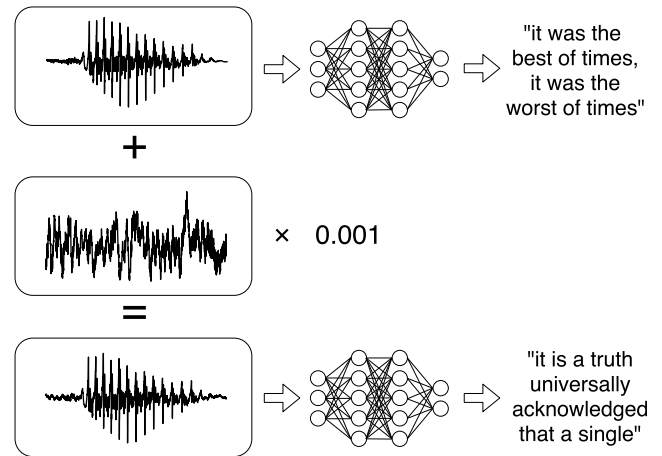 "it was the
best of times,
it was the
worst of times"
+
× 0.001
=
"it is a truth
universally
acknowledged
that a single"